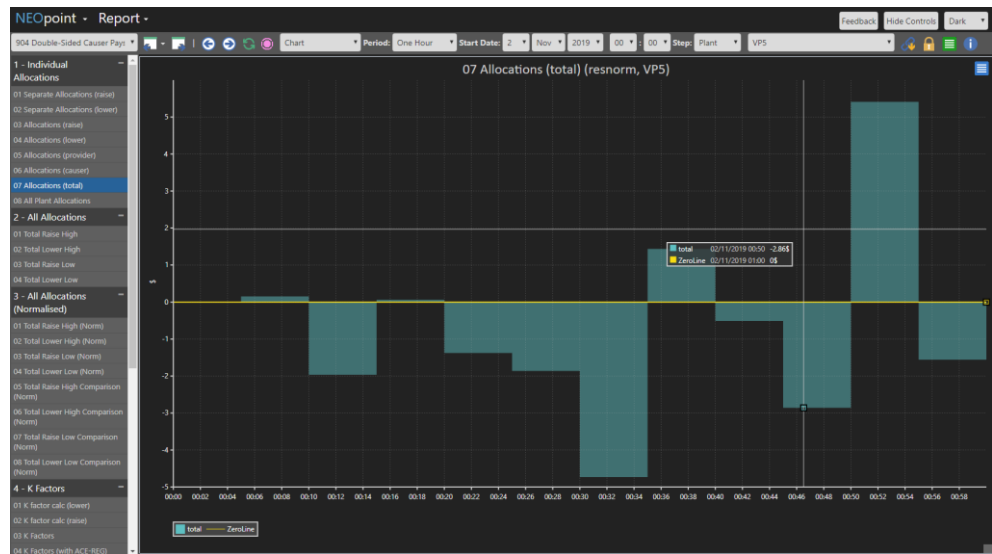 NEOpoint - Report -
Feedback Hide Controls Dark
904 Double-Sided Causer Pays Chart Period: One Hour Start Date: 2 Nov 2019 00 : 00 Step: Plant VP5
1 - Individual
Allocations
01 Separate Allocations (raise)
02 Separate Allocations (lower)
03 Allocations (raise)
04 Allocations (lower)
05 Allocations (provider)
06 Allocations (causer)
07 Allocations (total)
08 All Plant Allocations
2 - All Allocations
01 Total Raise High
02 Total Lower High
03 Total Raise Low
04 Total Lower Low
3 - All Allocations
(Normalised)
01 Total Raise High (Norm)
02 Total Lower High (Norm)
03 Total Raise Low (Norm)
04 Total Lower Low (Norm)
05 Total Raise High Comparison
(Norm)
06 Total Lower High Comparison
(Norm)
07 Total Raise Low Comparison
(Norm)
08 Total Lower Low Comparison
(Norm)
4 - K Factors
01 K factor calc (lower)
02 K factor calc (raise)
03 K Factors
04 K Factors (with ACE-REG)
07 Allocations (total) (resnorm, VP5)
5
4
3
2
1
0
-1
-2
-3
-4
-5
$
total 02/11/2019 00:50 -2.86$
ZeroLine 02/11/2019 01:00 0$
00:00 00:02 00:04 00:06 00:08 00:10 00:12 00:14 00:16 00:18 00:20 00:22 00:24 00:26 00:28 00:30 00:32 00:34 00:36 00:38 00:40 00:42 00:44 00:46 00:48 00:50 00:52 00:54 00:56 00:58
total ZeroLine